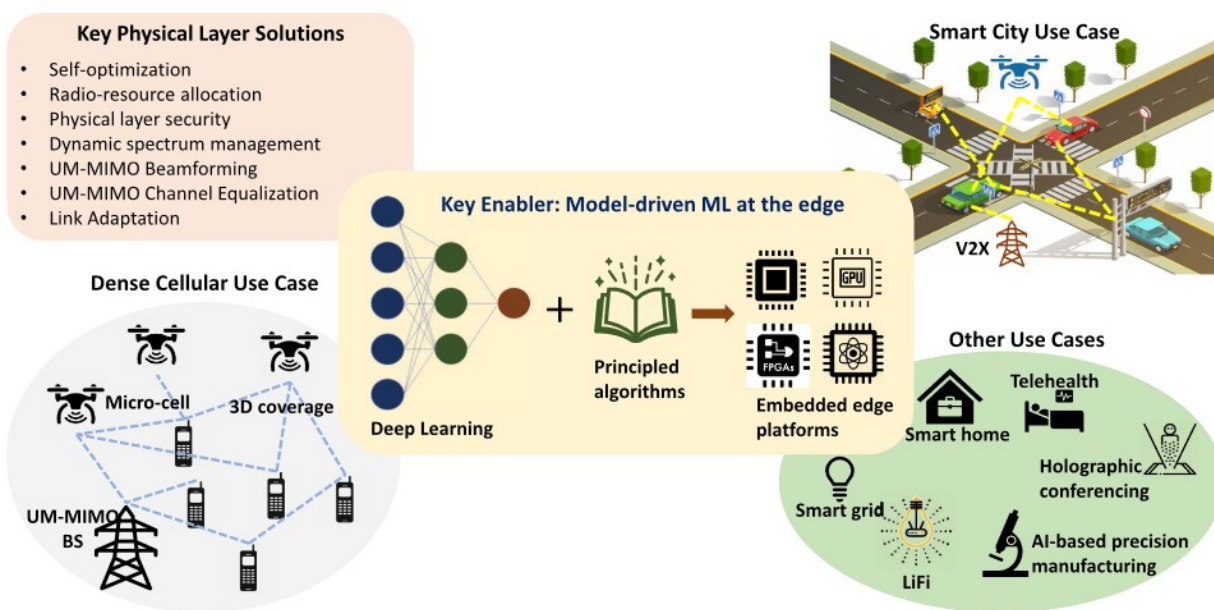 Key Physical Layer Solutions
• Self-optimization
• Radio-resource allocation
• Physical layer security
• Dynamic spectrum management
• UM-MIMO Beamforming
• UM-MIMO Channel Equalization
• Link Adaptation
Smart City Use Case
V2X
Key Enabler: Model-driven ML at the edge
Deep Learning
+
Principled
algorithms
GPU
FPGAs
Embedded edge
platforms
Dense Cellular Use Case
Micro-cell
3D coverage
UM-MIMO
BS
Other Use Cases
Smart home
Telehealth
Holographic
conferencing
Smart grid
LiFi
AI-based precision
manufacturing